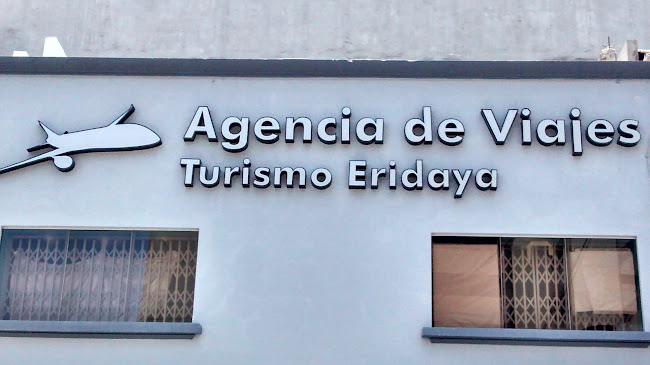 Agencia de Viajes
Turismo Eridaya